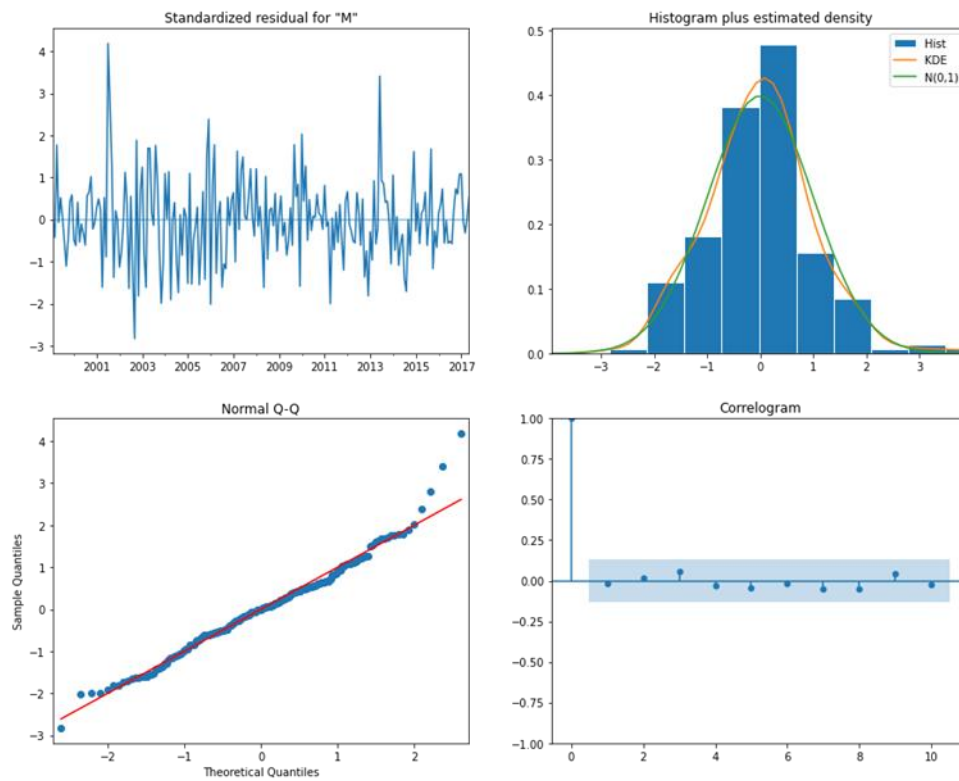 Standardized residual for "M"
4
3
2
1
0
−1
−2
−3
2001 2003 2005 2007 2009 2011 2013 2015 2017
Histogram plus estimated density
Hist
KDE
N(0,1)
0.5
0.4
0.3
0.2
0.1
0.0
−3 −2 −1 0 1 2 3
Normal Q-Q
Sample Quantiles
4
3
2
1
0
−1
−2
−3
−2 −1 0 1 2
Theoretical Quantiles
Correlogram
1.00
0.75
0.50
0.25
0.00
−0.25
−0.50
−0.75
−1.00
0 2 4 6 8 10